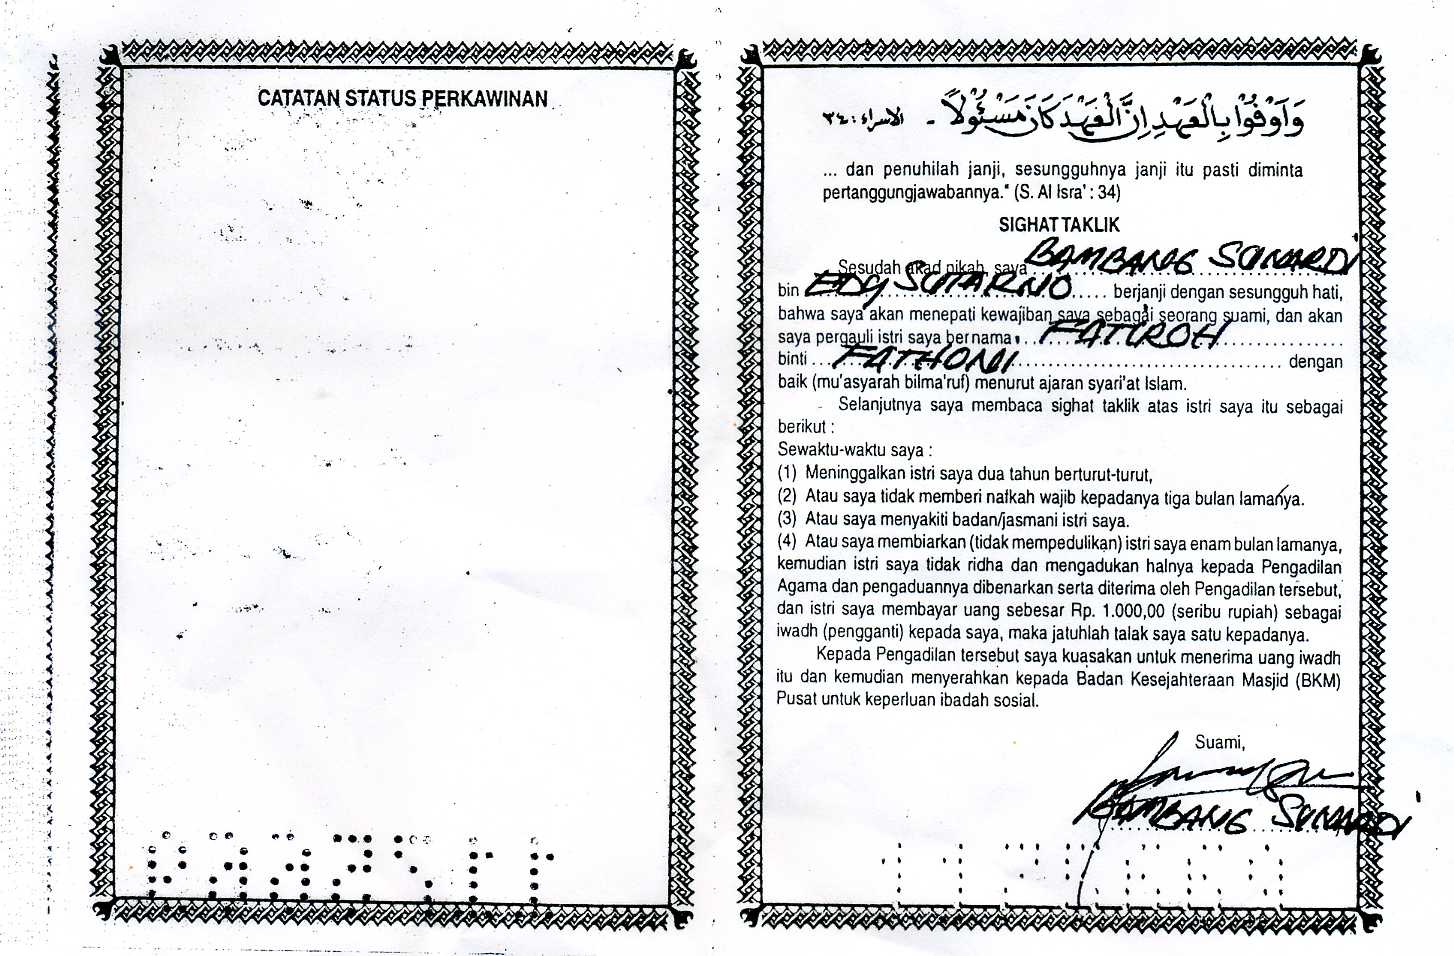 CATATAN STATUS PERKAWINAN
وَاَوْفُوْا بِالْعَهْدِ اِنَّ الْعَهْدَ كَانَ مَسْئُوْلاً - الاسراء : ٣٤
... dan penuhilah janji, sesungguhnya janji itu pasti diminta
pertanggungjawabannya." (S. Al Isra' : 34)
SIGHAT TAKLIK
Sesudah akad nikah, saya BAMBANG SUNARDI
bin EDY SUTARNO ..... berjanji dengan sesungguh hati,
bahwa saya akan menepati kewajiban saya sebagai seorang suami, dan akan
saya pergauli istri saya bernama FATUROH
binti FATHONI dengan
baik (mu'asyarah bilma'ruf) menurut ajaran syari'at Islam.
Selanjutnya saya membaca sighat taklik atas istri saya itu sebagai
berikut :
Sewaktu-waktu saya :
(1) Meninggalkan istri saya dua tahun berturut-turut,
(2) Atau saya tidak memberi nafkah wajib kepadanya tiga bulan lamanya.
(3) Atau saya menyakiti badan/jasmani istri saya.
(4) Atau saya membiarkan (tidak mempedulikan) istri saya enam bulan lamanya,
kemudian istri saya tidak ridha dan mengadukan halnya kepada Pengadilan
Agama dan pengaduannya dibenarkan serta diterima oleh Pengadilan tersebut,
dan istri saya membayar uang sebesar Rp. 1.000,00 (seribu rupiah) sebagai
iwadh (pengganti) kepada saya, maka jatuhlah talak saya satu kepadanya.
Kepada Pengadilan tersebut saya kuasakan untuk menerima uang iwadh
itu dan kemudian menyerahkan kepada Badan Kesejahteraan Masjid (BKM)
Pusat untuk keperluan ibadah sosial.
Suami,
BAMBANG SUNARDI